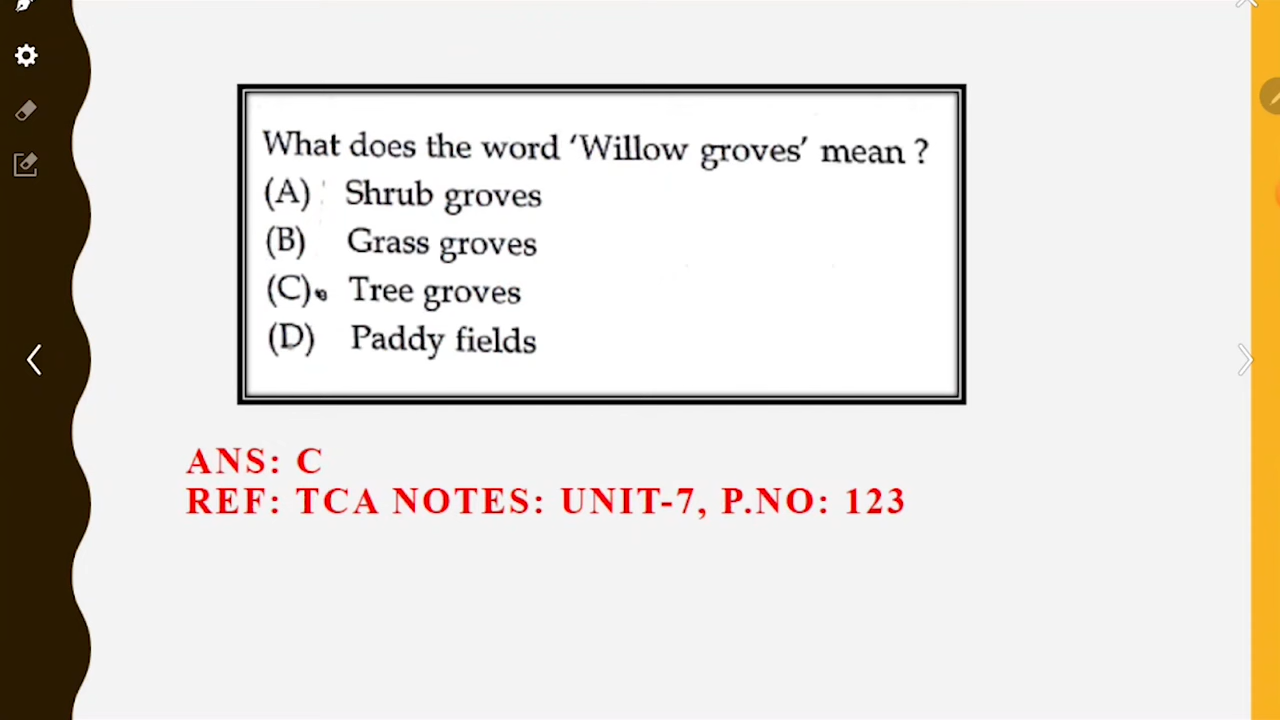 What does the word ‘Willow groves’ mean ?
(A) Shrub groves
(B) Grass groves
(C) Tree groves
(D) Paddy fields
ANS: C
REF: TCA NOTES: UNIT-7, P.NO: 123